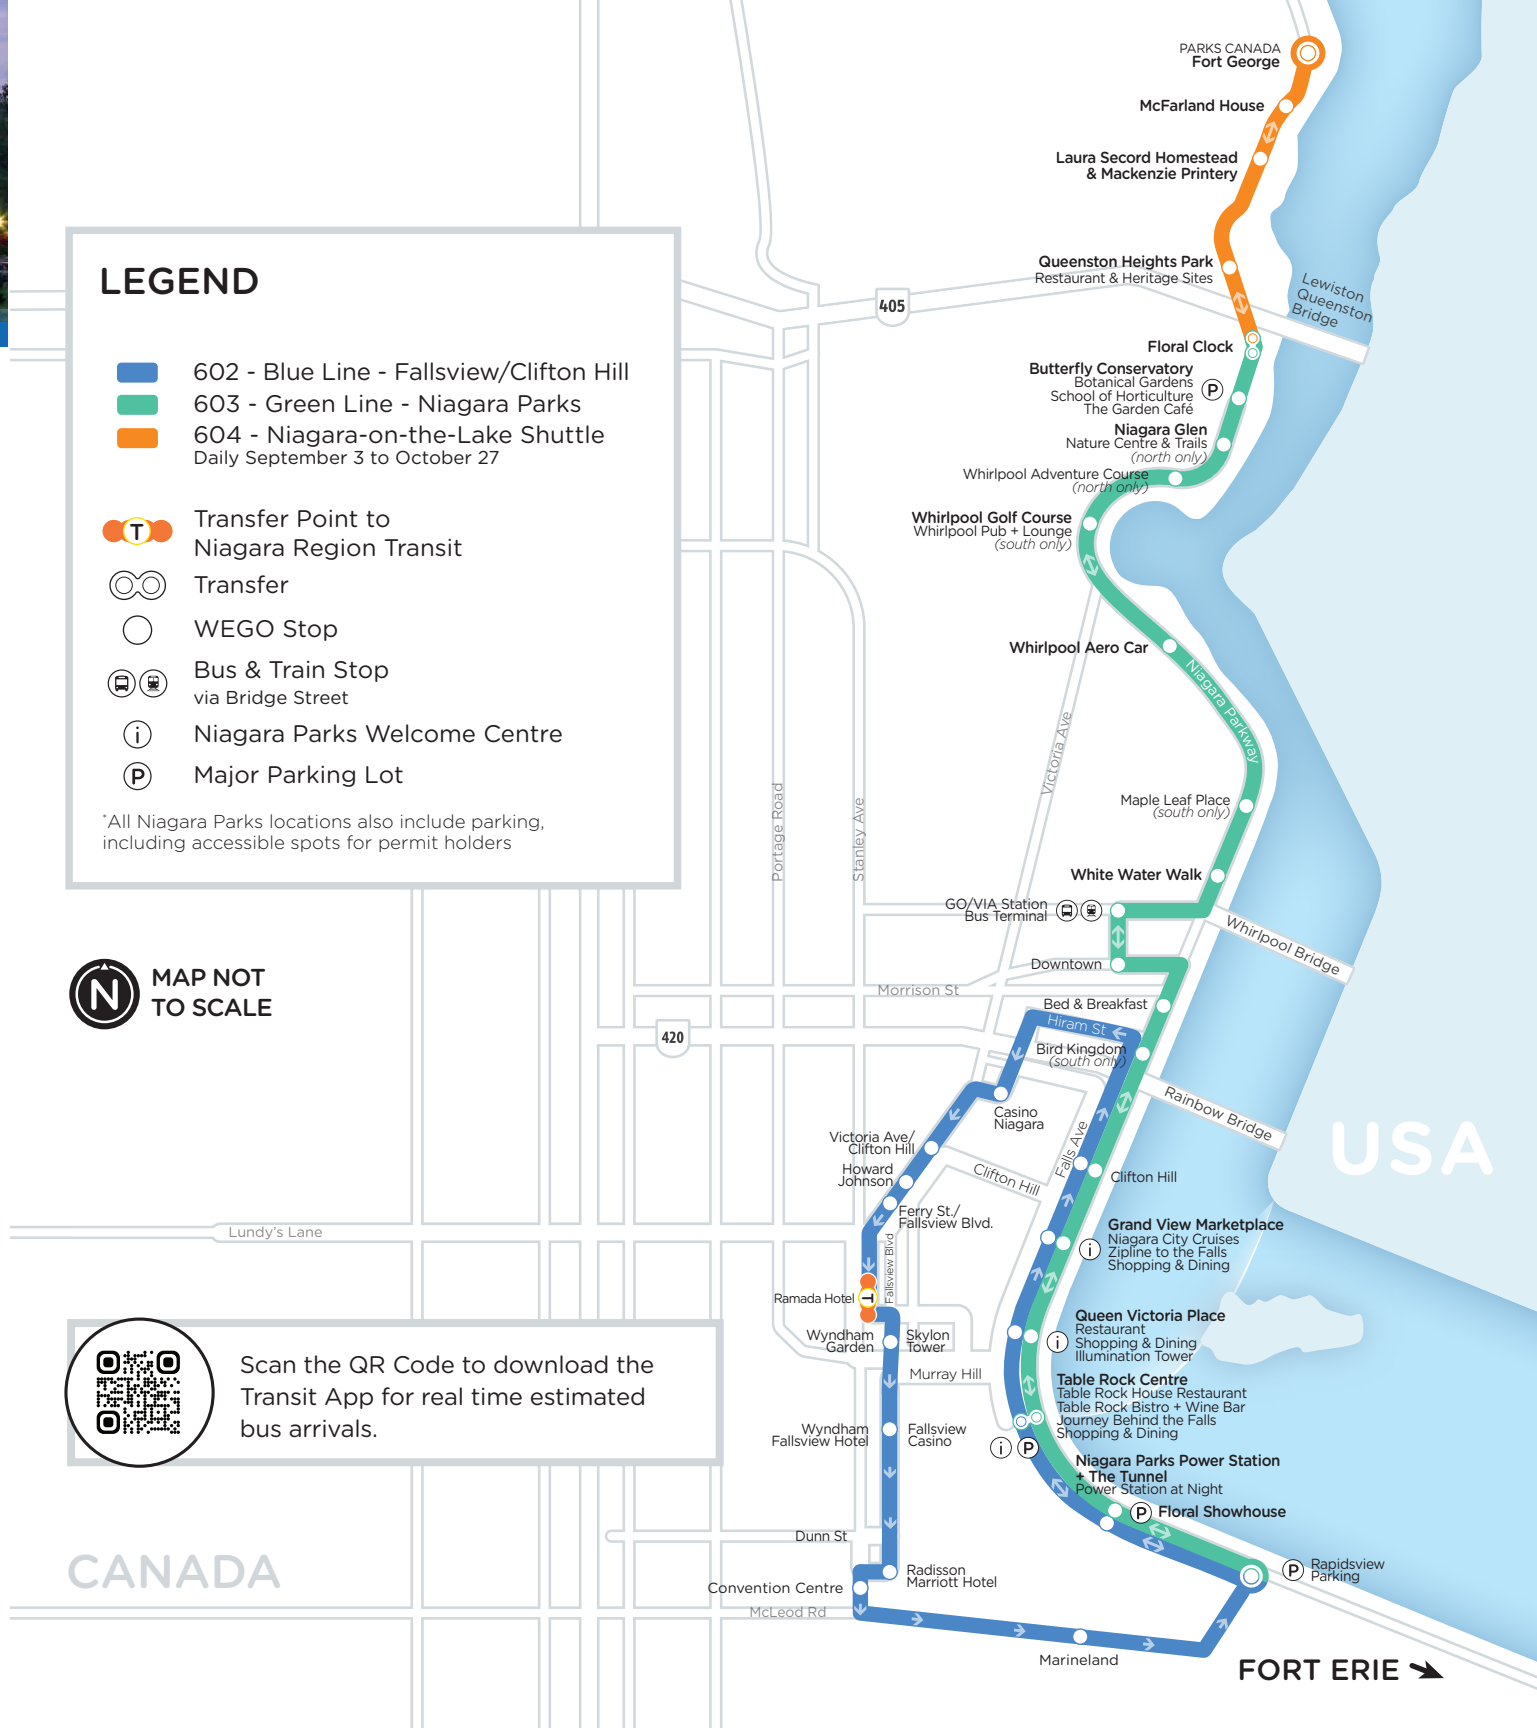 LEGEND
602 - Blue Line - Fallsview/Clifton Hill
603 - Green Line - Niagara Parks
604 - Niagara-on-the-Lake Shuttle
Daily September 3 to October 27
T
Transfer Point to
Niagara Region Transit
Transfer
WEGO Stop
Bus & Train Stop
via Bridge Street
i
Niagara Parks Welcome Centre
P
Major Parking Lot
*All Niagara Parks locations also include parking,
including accessible spots for permit holders
N
MAP NOT
TO SCALE
Scan the QR Code to download the
Transit App for real time estimated
bus arrivals.
CANADA
USA
FORT ERIE
PARKS CANADA
Fort George
McFarland House
Laura Secord Homestead
& Mackenzie Printery
Queenston Heights Park
Restaurant & Heritage Sites
405
Lewiston
Queenston
Bridge
Floral Clock
Butterfly Conservatory
Botanical Gardens
School of Horticulture
The Garden Café
P
Niagara Glen
Nature Centre & Trails
(north only)
Whirlpool Adventure Course
(north only)
Whirlpool Golf Course
Whirlpool Pub + Lounge
(south only)
Whirlpool Aero Car
Niagara Parkway
Victoria Ave
Portage Road
Stanley Ave
Maple Leaf Place
(south only)
White Water Walk
GO/VIA Station
Bus Terminal
Whirlpool Bridge
Downtown
Morrison St
Bed & Breakfast
420
Hiram St
Bird Kingdom
(south only)
Rainbow Bridge
Casino
Niagara
Victoria Ave/
Clifton Hill
Howard
Johnson
Falls Ave
Clifton Hill
Clifton Hill
Ferry St./
Fallsview Blvd.
Lundy's Lane
Fallsview Blvd
Grand View Marketplace
Niagara City Cruises
Zipline to the Falls
Shopping & Dining
i
Ramada Hotel
T
Queen Victoria Place
Restaurant
Shopping & Dining
Illumination Tower
i
Wyndham
Garden
Skylon
Tower
Murray Hill
Table Rock Centre
Table Rock House Restaurant
Table Rock Bistro + Wine Bar
Journey Behind the Falls
Shopping & Dining
i
P
Wyndham
Fallsview Hotel
Fallsview
Casino
Niagara Parks Power Station
+ The Tunnel
Power Station at Night
P
Floral Showhouse
Dunn St
Radisson
Marriott Hotel
Convention Centre
McLeod Rd
P
Rapidsview
Parking
Marineland